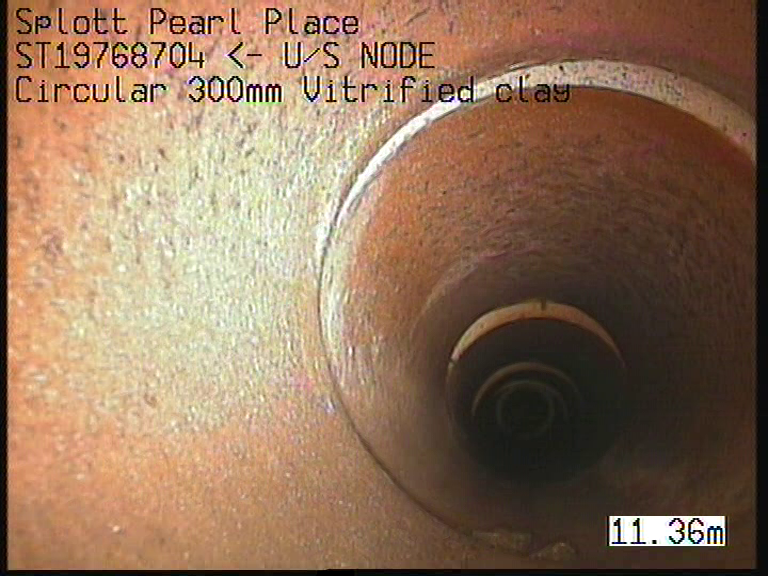 Splott Pearl Place
ST19768704 <- U/S NODE
Circular 300mm Vitrified clay
11.36m